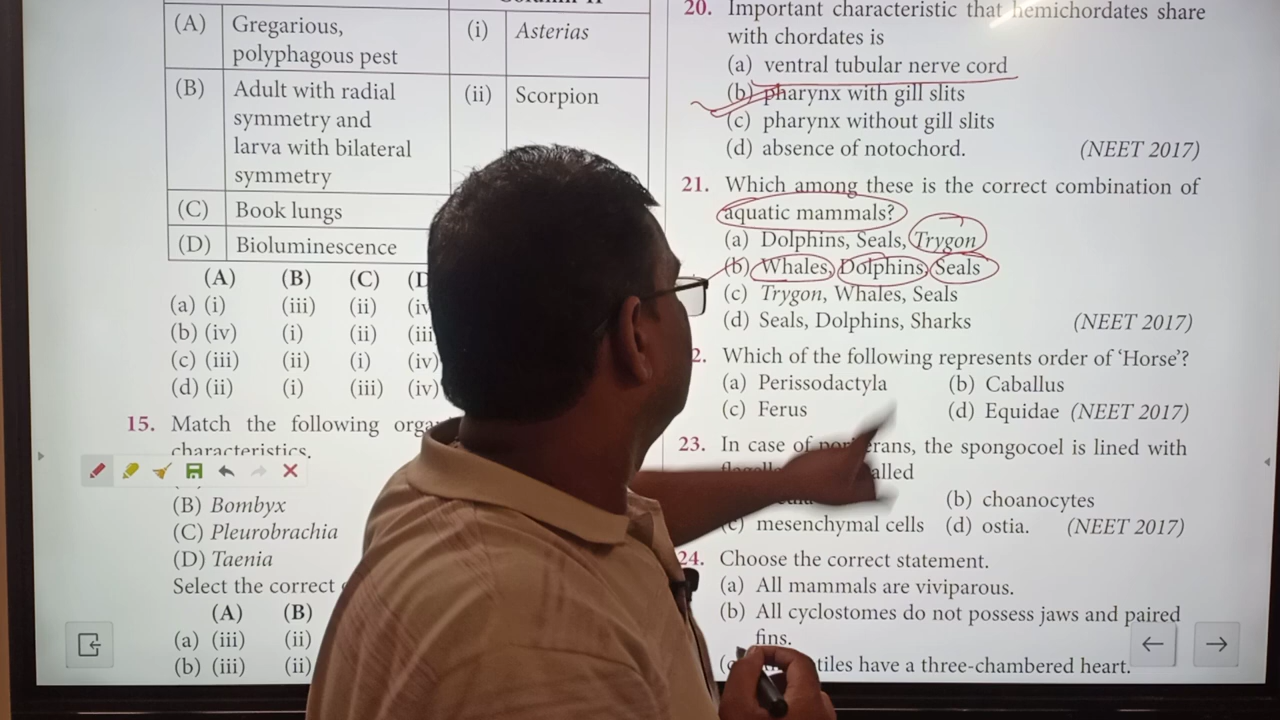 (A) Gregarious, (i) Asterias
polyphagous pest
(B) Adult with radial (ii) Scorpion
symmetry and
larva with bilateral
symmetry
(C) Book lungs
(D) Bioluminescence
(A) (B) (C)
(a) (i) (iii) (ii)
(b) (iv) (i) (ii) (iii
(c) (iii) (ii) (i) (iv)
(d) (ii) (i) (iii) (iv)
15. Match the following
characteristics.
(B) Bombyx
(C) Pleurobrachia
(D) Taenia
Select the correct
(A) (B)
(a) (iii) (ii)
(b) (iii) (ii)
20. Important characteristic that hemichordates share
with chordates is
(a) ventral tubular nerve cord
(b) pharynx with gill slits
(c) pharynx without gill slits
(d) absence of notochord. (NEET 2017)
21. Which among these is the correct combination of
aquatic mammals?
(a) Dolphins, Seals, Trygon
(b) Whales, Dolphins, Seals
(c) Trygon, Whales, Seals
(d) Seals, Dolphins, Sharks (NEET 2017)
2. Which of the following represents order of ‘Horse’?
(a) Perissodactyla (b) Caballus
(c) Ferus (d) Equidae (NEET 2017)
23. In case of the spongocoel is lined with
(b) choanocytes
(c) mesenchymal cells (d) ostia. (NEET 2017)
24. Choose the correct statement.
(a) All mammals are viviparous.
(b) All cyclostomes do not possess jaws and paired
fins.
have a three-chambered heart.